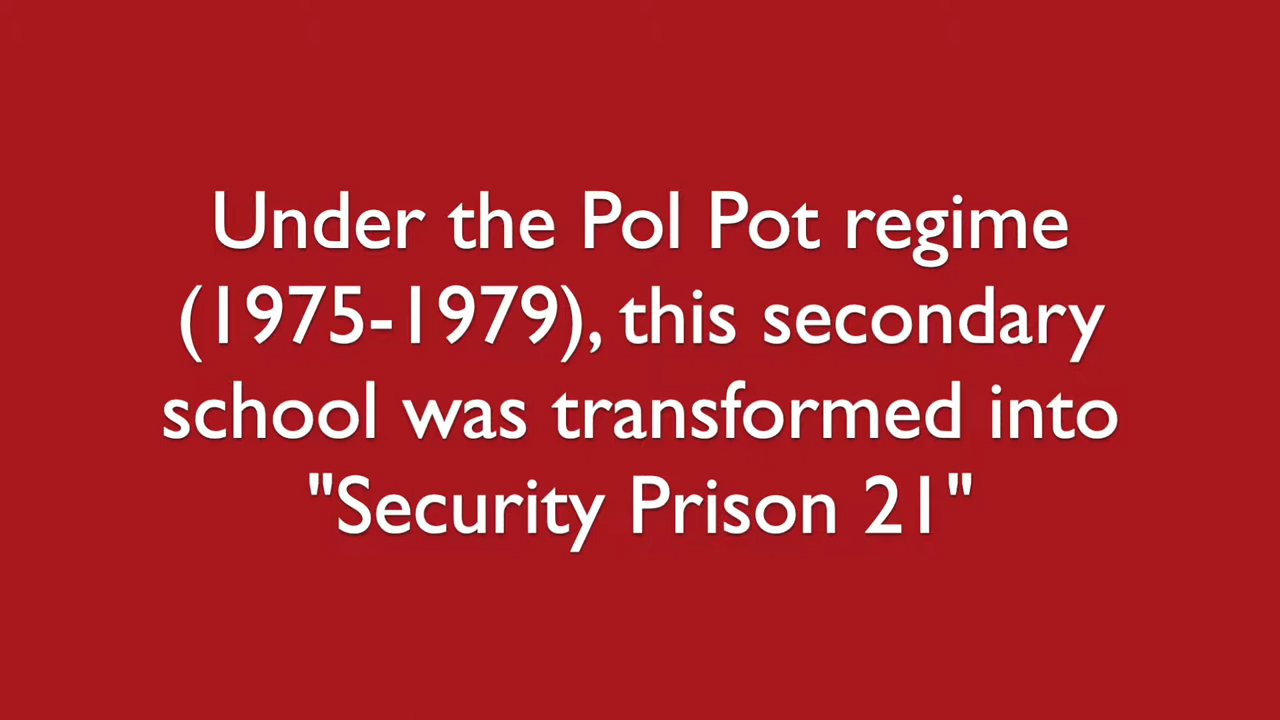 Under the Pol Pot regime
(1975-1979), this secondary
school was transformed into
"Security Prison 21"